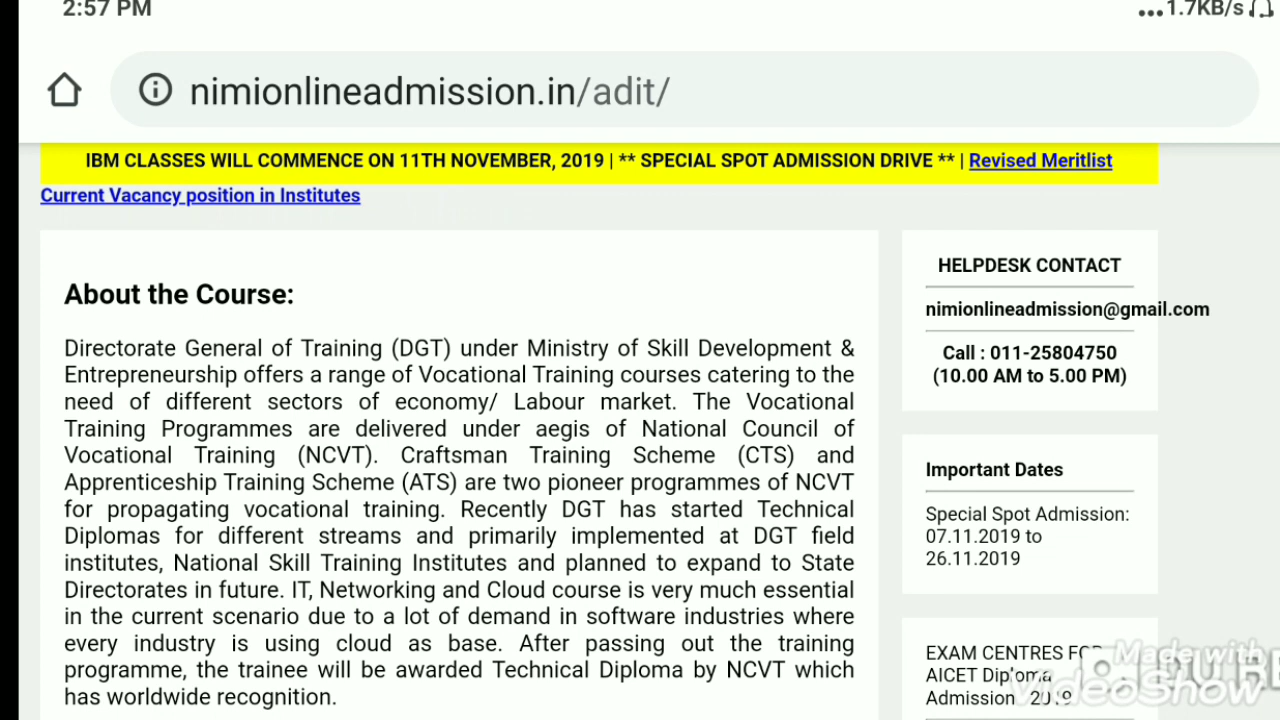 2:57 PM
...1.7KB/s
nimionlineadmission.in/adit/
IBM CLASSES WILL COMMENCE ON 11TH NOVEMBER, 2019 | ** SPECIAL SPOT ADMISSION DRIVE ** | Revised Meritlist
Current Vacancy position in Institutes
About the Course:
Directorate General of Training (DGT) under Ministry of Skill Development &
Entrepreneurship offers a range of Vocational Training courses catering to the
need of different sectors of economy/ Labour market. The Vocational
Training Programmes are delivered under aegis of National Council of
Vocational Training (NCVT). Craftsman Training Scheme (CTS) and
Apprenticeship Training Scheme (ATS) are two pioneer programmes of NCVT
for propagating vocational training. Recently DGT has started Technical
Diplomas for different streams and primarily implemented at DGT field
institutes, National Skill Training Institutes and planned to expand to State
Directorates in future. IT, Networking and Cloud course is very much essential
in the current scenario due to a lot of demand in software industries where
every industry is using cloud as base. After passing out the training
programme, the trainee will be awarded Technical Diploma by NCVT which
has worldwide recognition.
HELPDESK CONTACT
nimionlineadmission@gmail.com
Call : 011-25804750
(10.00 AM to 5.00 PM)
Important Dates
Special Spot Admission:
07.11.2019 to
26.11.2019
EXAM CENTRES FOR
AICET Diploma
Admission - 2019
Made with
VideoShow